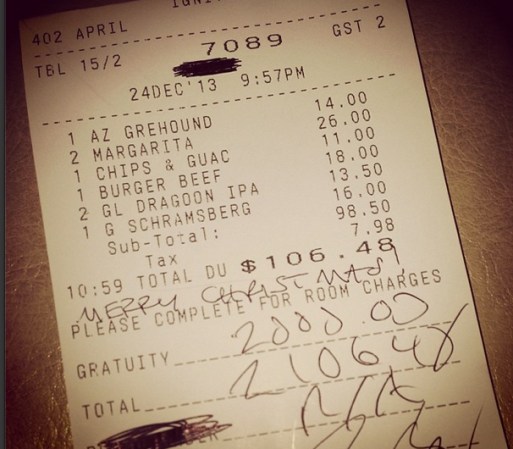 402 APRIL
TBL 15/2 7089 GST 2
24DEC'13 9:57PM
1 AZ GREHOUND 14.00
2 MARGARITA 26.00
1 CHIPS & GUAC 11.00
1 BURGER BEEF 18.00
2 GL DRAGOON IPA 13.50
1 G SCHRAMSBERG 16.00
Sub-Total: 98.50
Tax 7.98
10:59 TOTAL DU $106.48
MERRY CHRISTMAS!
PLEASE COMPLETE FOR ROOM CHARGES
GRATUITY 2000.00
TOTAL 210648
N/A